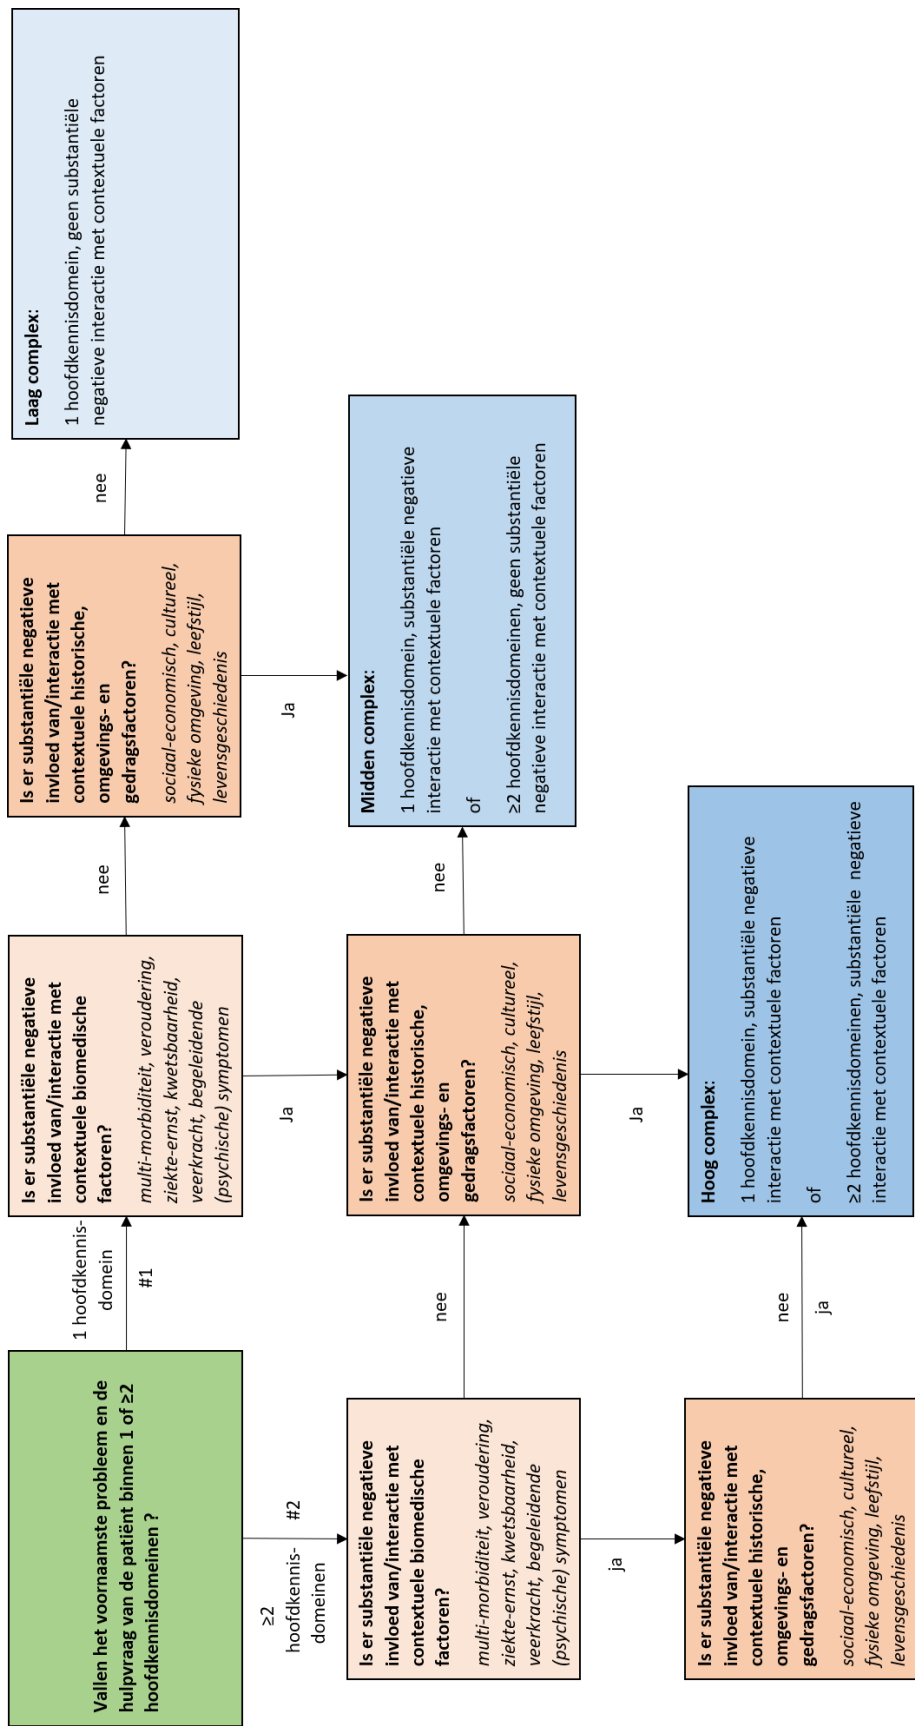 Vallen het voornaamste probleem en de
hulpvraag van de patiënt binnen 1 of ≥2
hoofdkennisdomeinen ?
1 hoofdkennis-
domein
#1
Is er substantiële negatieve
invloed van/interactie met
contextuele biomedische
factoren?
multi-morbiditeit, veroudering,
ziekte-ernst, kwetsbaarheid,
veerkracht, begeleidende
(psychische) symptomen
nee
Is er substantiële negatieve
invloed van/interactie met
contextuele historische,
omgevings- en
gedragsfactoren?
sociaal-economisch, cultureel,
fysieke omgeving, leefstijl,
levensgeschiedenis
nee
Laag complex:
1 hoofdkennisdomein, geen substantiële
negatieve interactie met contextuele factoren
≥2
hoofdkennis-
domeinen
#2
Ja
Ja
Is er substantiële negatieve
invloed van/interactie met
contextuele biomedische
factoren?
multi-morbiditeit, veroudering,
ziekte-ernst, kwetsbaarheid,
veerkracht, begeleidende
(psychische) symptomen
nee
Is er substantiële negatieve
invloed van/interactie met
contextuele historische,
omgevings- en
gedragsfactoren?
sociaal-economisch, cultureel,
fysieke omgeving, leefstijl,
levensgeschiedenis
nee
Midden complex:
1 hoofdkennisdomein, substantiële negatieve
interactie met contextuele factoren
of
≥2 hoofdkennisdomeinen, geen substantiële
negatieve interactie met contextuele factoren
ja
Ja
Is er substantiële negatieve
invloed van/interactie met
contextuele historische,
omgevings- en
gedragsfactoren?
sociaal-economisch, cultureel,
fysieke omgeving, leefstijl,
levensgeschiedenis
nee
ja
Hoog complex:
1 hoofdkennisdomein, substantiële negatieve
interactie met contextuele factoren
of
≥2 hoofdkennisdomeinen, substantiële negatieve
interactie met contextuele factoren